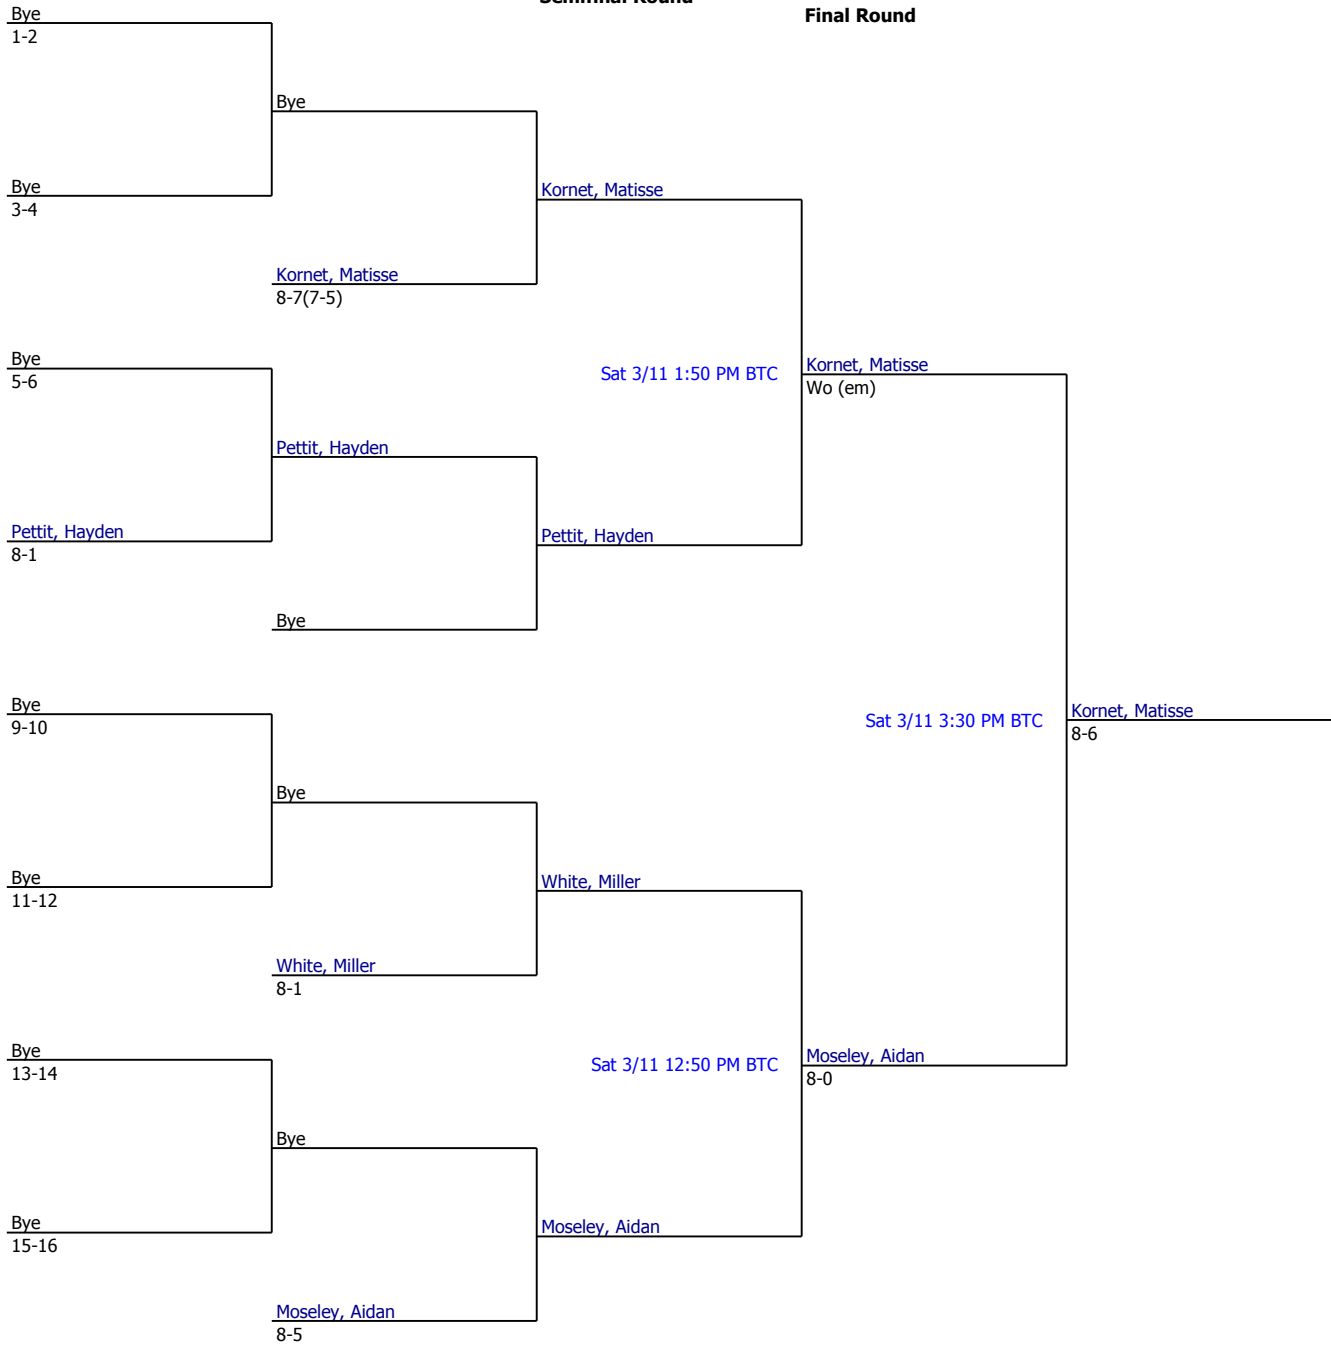 Semifinal Round
Final Round
Bye
1-2
Bye
Bye
3-4
Kornet, Matisse
Kornet, Matisse
8-7(7-5)
Bye
5-6
Sat 3/11 1:50 PM BTC
Kornet, Matisse
Wo (em)
Pettit, Hayden
Pettit, Hayden
8-1
Pettit, Hayden
Bye
Bye
9-10
Sat 3/11 3:30 PM BTC
Kornet, Matisse
8-6
Bye
Bye
11-12
White, Miller
White, Miller
8-1
Bye
13-14
Sat 3/11 12:50 PM BTC
Moseley, Aidan
8-0
Bye
Bye
15-16
Moseley, Aidan
Moseley, Aidan
8-5